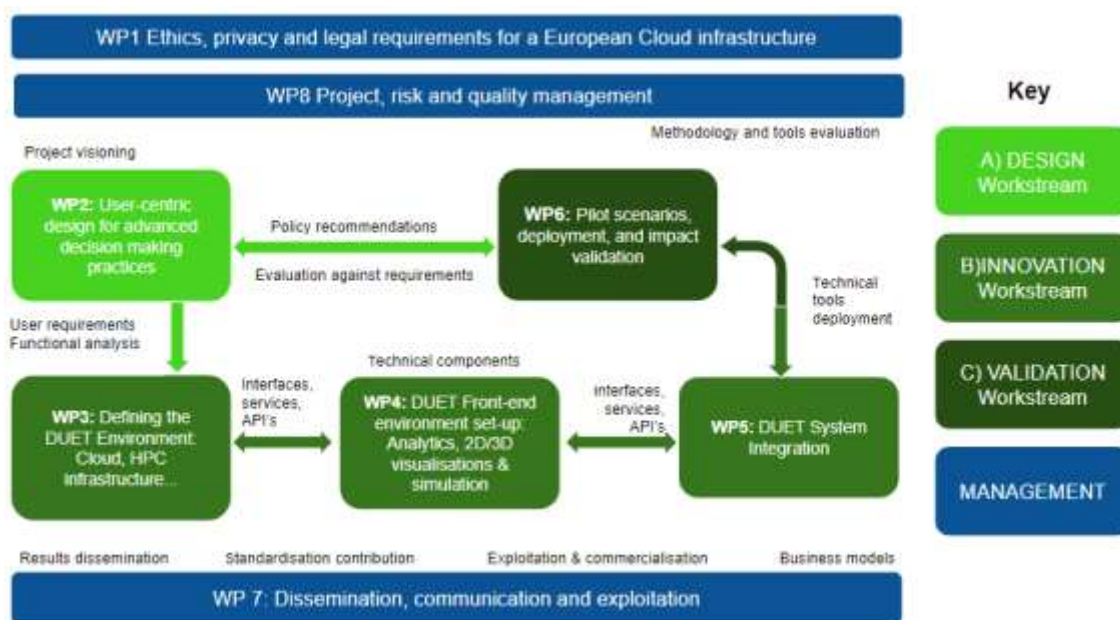 WP1 Ethics, privacy and legal requirements for a European Cloud infrastructure
WP8 Project, risk and quality management
Methodology and tools evaluation
Project visioning
WP2: User-centric
design for advanced
decision making
practices
Policy recommendations
Evaluation against requirements
WP6: Pilot scenarios,
deployment, and impact
validation
Technical
tools
deployment
User requirements
Functional analysis
WP3: Defining the
DUET Environment:
Cloud, HPC
infrastructure...
Interfaces,
services,
API's
Technical components
WP4: DUET Front-end
environment set-up:
Analytics, 2D/3D
visualisations &
simulation
interfaces,
services,
API's
WP5: DUET System
Integration
Results dissemination
Standardisation contribution
Exploitation & commercialisation
Business models
WP 7: Dissemination, communication and exploitation
Key
A) DESIGN
Workstream
B)INNOVATION
Workstream
C) VALIDATION
Workstream
MANAGEMENT